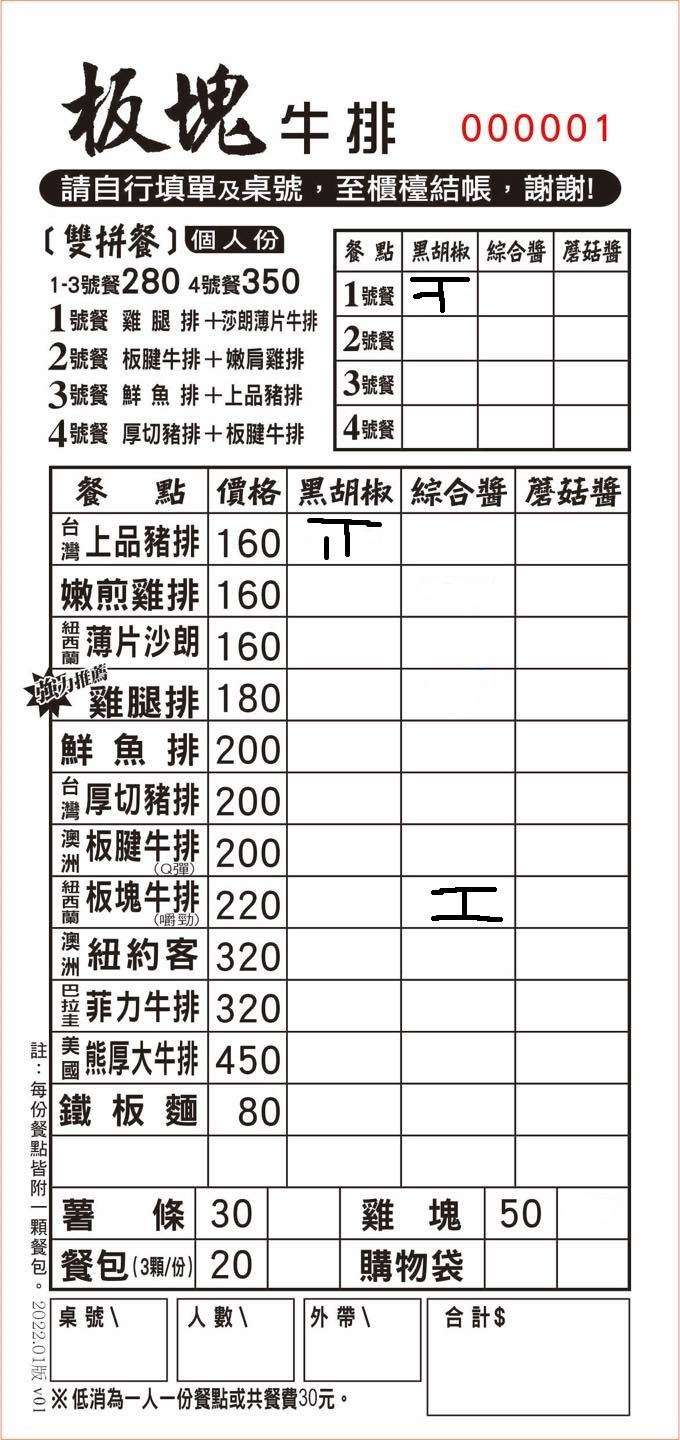 板塊牛排 000001
請自行填單及桌號，至櫃檯結帳，謝謝!
〔雙拼餐〕個人份
1-3號餐280 4號餐350
1號餐 雞腿排＋莎朗薄片牛排
2號餐 板腱牛排＋嫩肩雞排
3號餐 鮮魚排＋上品豬排
4號餐 厚切豬排＋板腱牛排
餐點 黑胡椒 綜合醬 蘑菇醬
1號餐
2號餐
3號餐
4號餐
餐點 價格 黑胡椒 綜合醬 蘑菇醬
台灣 上品豬排 160
嫩煎雞排 160
紐西蘭 薄片沙朗 160
強力推薦 雞腿排 180
鮮魚排 200
台灣 厚切豬排 200
澳洲 板腱牛排(Q彈) 200
紐西蘭 板塊牛排(嚼勁) 220 工
澳洲 紐約客 320
巴拉圭 菲力牛排 320
美國 熊厚大牛排 450
鐵板麵 80
薯條 30 雞塊 50
餐包(3顆/份) 20 購物袋
桌號\ 人數\ 外帶\ 合計$
※低消為一人一份餐點或共餐費30元。
註：每份餐點皆附一顆餐包。 2022.01版 v01